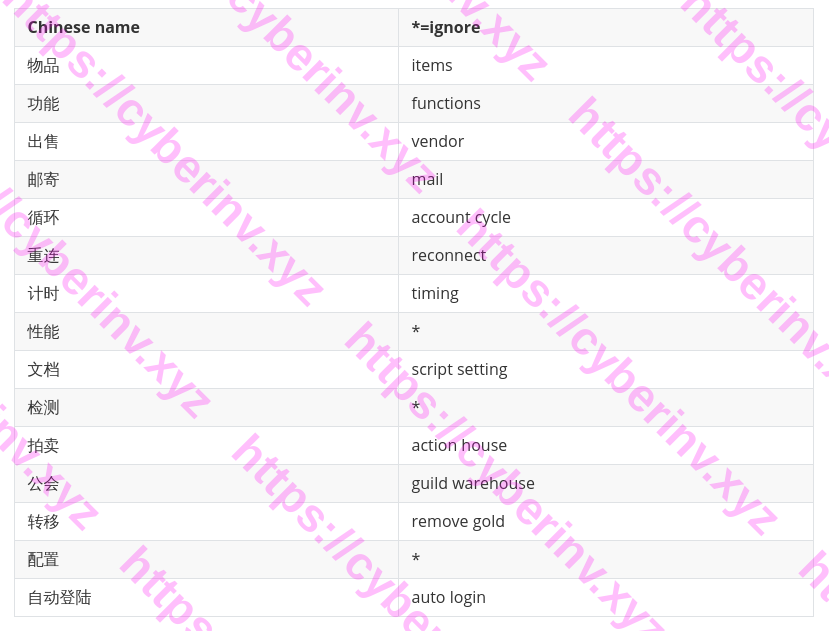 Chinese name *=ignore
物品 items
功能 functions
出售 vendor
邮寄 mail
循环 account cycle
重连 reconnect
计时 timing
性能 *
文档 script setting
检测 *
拍卖 action house
公会 guild warehouse
转移 remove gold
配置 *
自动登陆 auto login
https://cyberinv.xyz